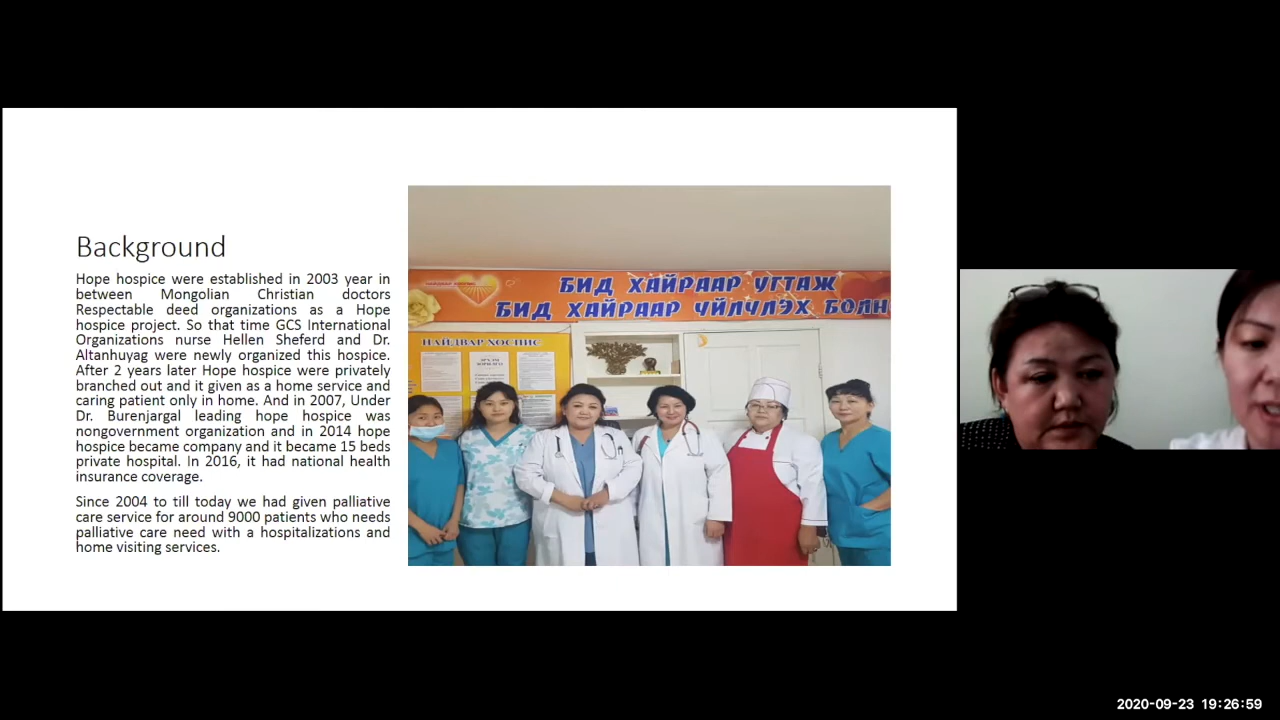 Background
Hope hospice were established in 2003 year in
between Mongolian Christian doctors
Respectable deed organizations as a Hope
hospice project. So that time GCS International
Organizations nurse Hellen Sheferd and Dr.
Altanhuyag were newly organized this hospice.
After 2 years later Hope hospice were privately
branched out and it given as a home service and
caring patient only in home. And in 2007, Under
Dr. Burenjargal leading hope hospice was
nongovernment organization and in 2014 hope
hospice became company and it became 15 beds
private hospital. In 2016, it had national health
insurance coverage.
Since 2004 to till today we had given palliative
care service for around 9000 patients who needs
palliative care need with a hospitalizations and
home visiting services.
БИД ХАЙРААР УГТАЖ
БИД ХАЙРААР ҮЙЛЧЛЭХ БОЛН
НАЙДВАР ХОСПИС
2020-09-23 19:26:59